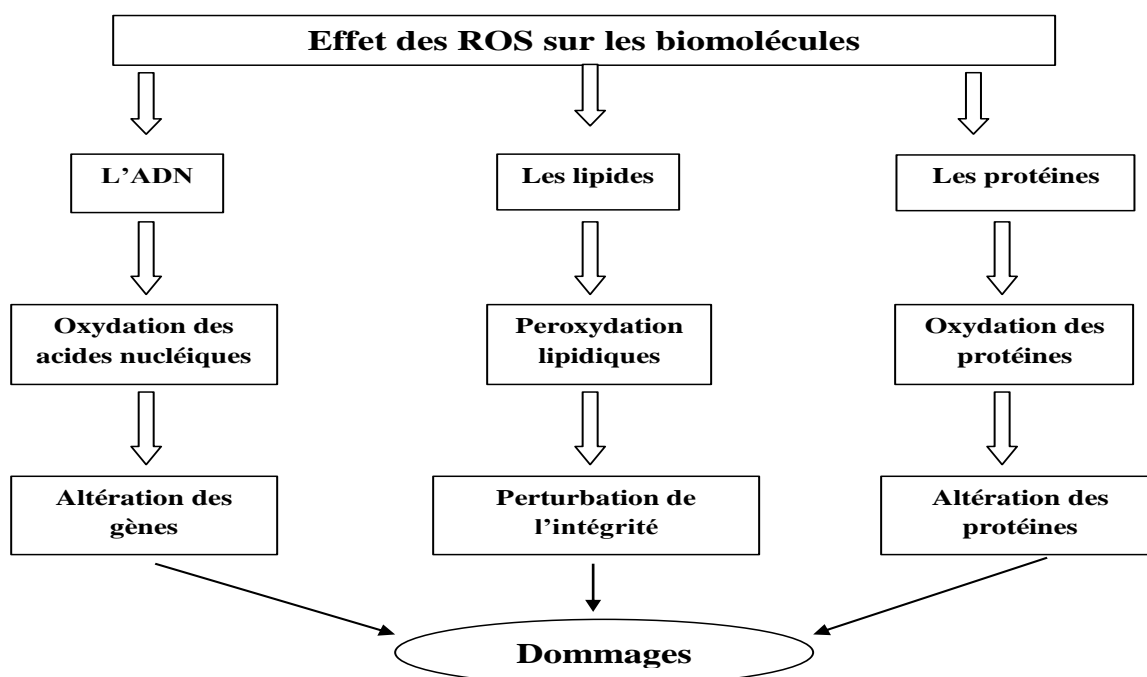 Effet des ROS sur les biomolécules
L’ADN
Les lipides
Les protéines
Oxydation des
acides nucléiques
Peroxydation
lipidiques
Oxydation des
protéines
Altération des
gènes
Perturbation de
l’intégrité
Altération des
protéines
Dommages